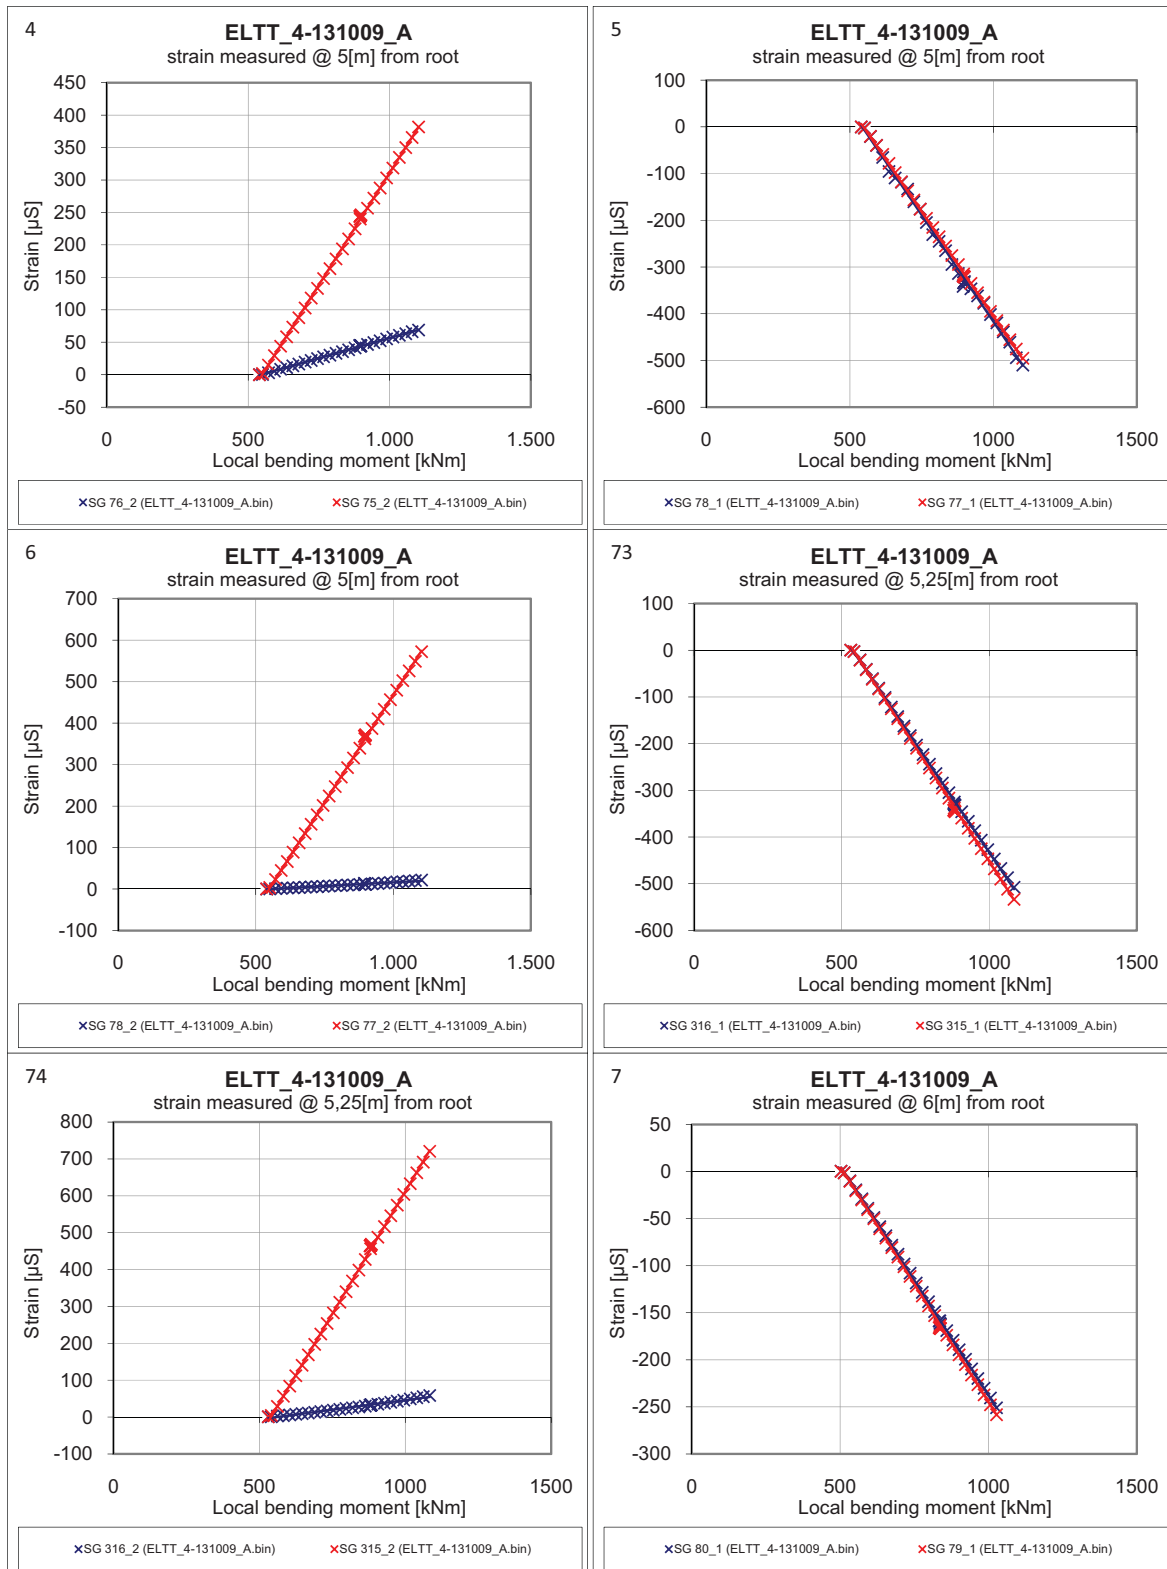 4
ELTT_4-131009_A
strain measured @ 5[m] from root
450
400
350
300
250
200
150
100
50
0
-50
Strain [µS]
0 500 1.000 1.500
Local bending moment [kNm]
SG 76_2 (ELTT_4-131009_A.bin) SG 75_2 (ELTT_4-131009_A.bin)
5
ELTT_4-131009_A
strain measured @ 5[m] from root
100
0
-100
-200
-300
-400
-500
-600
Strain [µS]
0 500 1000 1500
Local bending moment [kNm]
SG 78_1 (ELTT_4-131009_A.bin) SG 77_1 (ELTT_4-131009_A.bin)
6
ELTT_4-131009_A
strain measured @ 5[m] from root
700
600
500
400
300
200
100
0
-100
Strain [µS]
0 500 1.000 1.500
Local bending moment [kNm]
SG 78_2 (ELTT_4-131009_A.bin) SG 77_2 (ELTT_4-131009_A.bin)
73
ELTT_4-131009_A
strain measured @ 5,25[m] from root
100
0
-100
-200
-300
-400
-500
-600
Strain [µS]
0 500 1000 1500
Local bending moment [kNm]
SG 316_1 (ELTT_4-131009_A.bin) SG 315_1 (ELTT_4-131009_A.bin)
74
ELTT_4-131009_A
strain measured @ 5,25[m] from root
800
700
600
500
400
300
200
100
0
-100
Strain [µS]
0 500 1000 1500
Local bending moment [kNm]
SG 316_2 (ELTT_4-131009_A.bin) SG 315_2 (ELTT_4-131009_A.bin)
7
ELTT_4-131009_A
strain measured @ 6[m] from root
50
0
-50
-100
-150
-200
-250
-300
Strain [µS]
0 500 1000 1500
Local bending moment [kNm]
SG 80_1 (ELTT_4-131009_A.bin) SG 79_1 (ELTT_4-131009_A.bin)